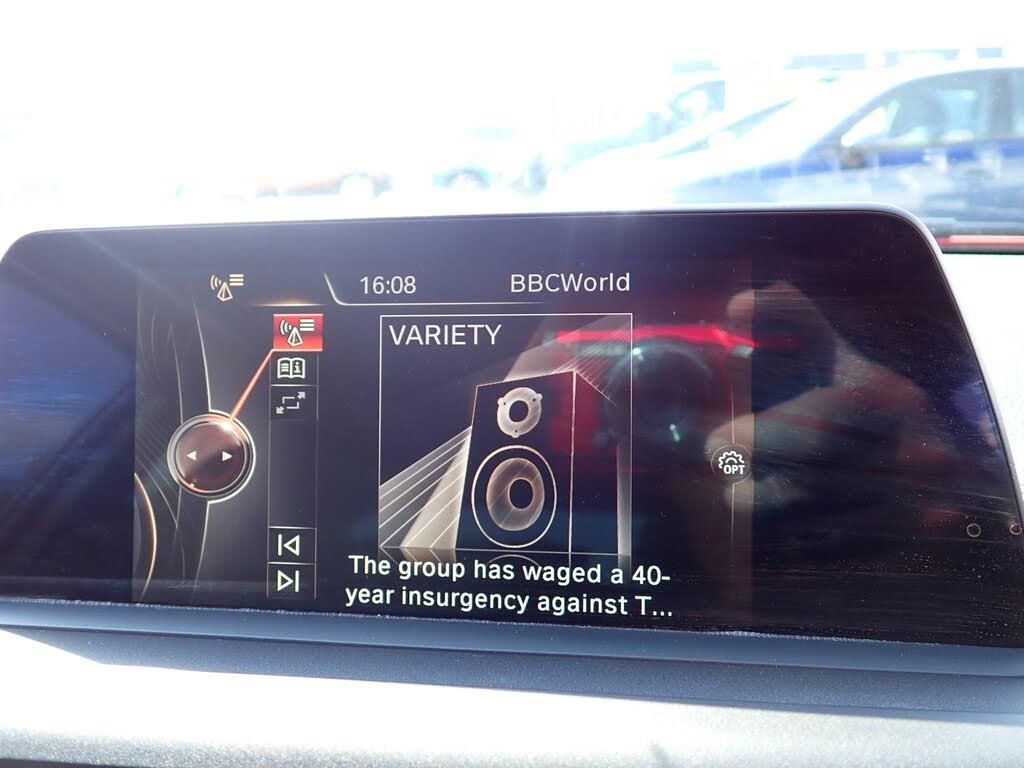 16:08 BBCWorld
VARIETY
OPT
The group has waged a 40-
year insurgency against T...